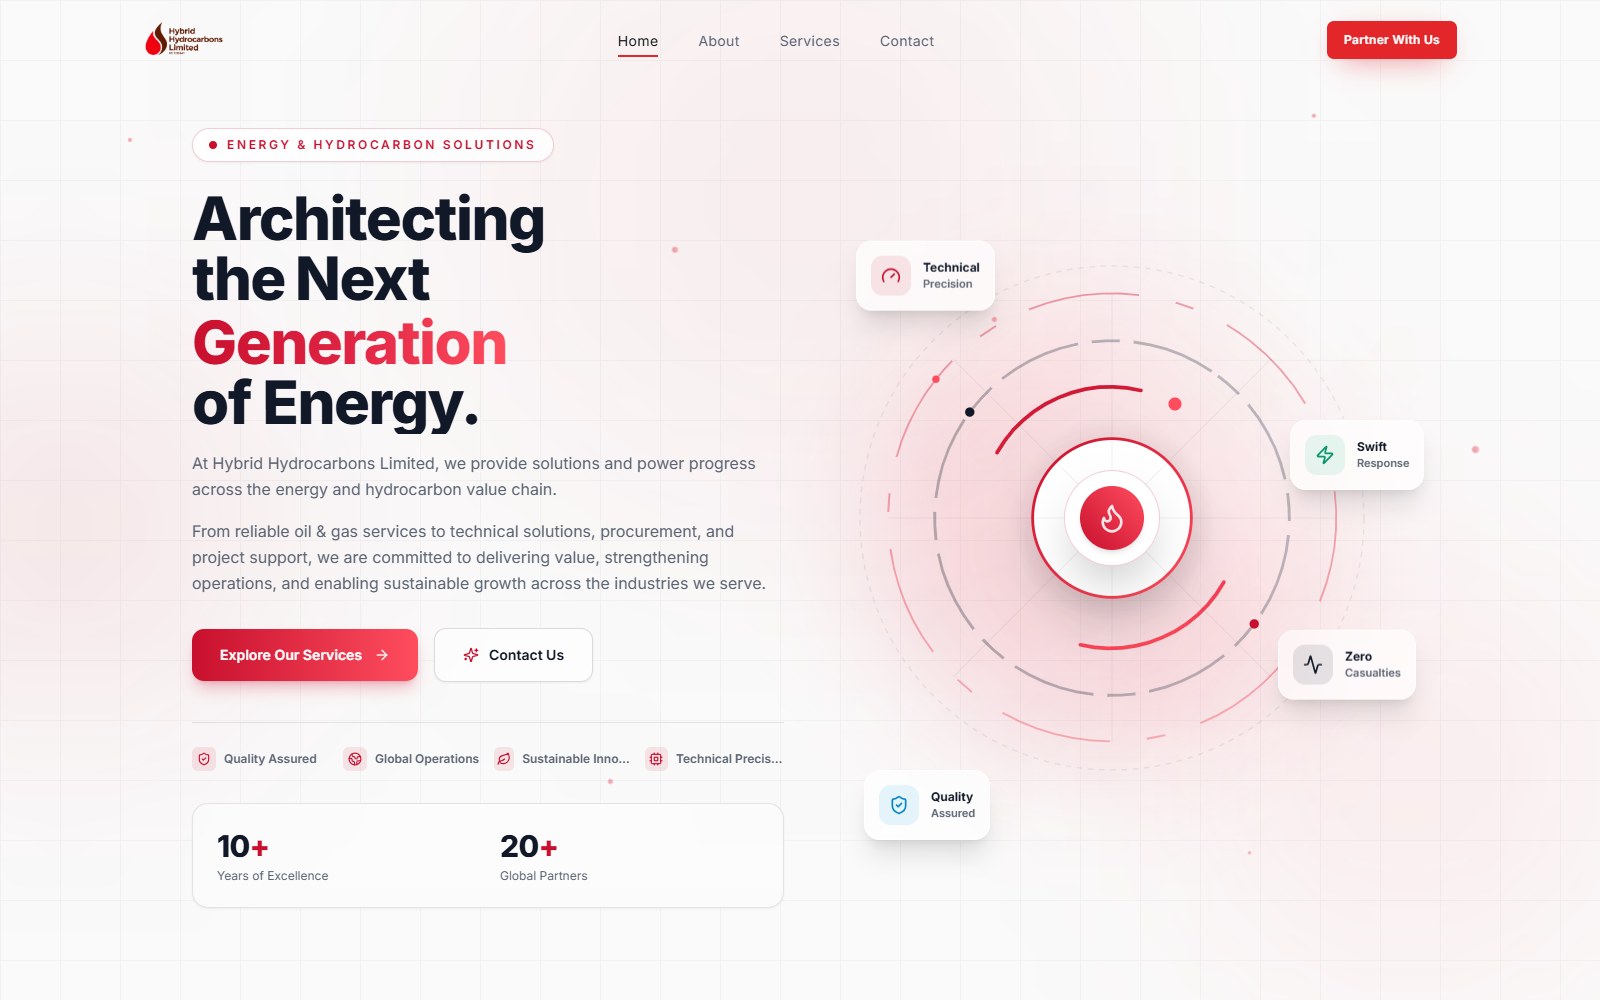 Hybrid
Hydrocarbons
Limited
Home
About
Services
Contact
Partner With Us
ENERGY & HYDROCARBON SOLUTIONS
Architecting
the Next
Generation
of Energy.
At Hybrid Hydrocarbons Limited, we provide solutions and power progress
across the energy and hydrocarbon value chain.
From reliable oil & gas services to technical solutions, procurement, and
project support, we are committed to delivering value, strengthening
operations, and enabling sustainable growth across the industries we serve.
Explore Our Services
Contact Us
Quality Assured
Global Operations
Sustainable Inno...
Technical Precis...
10+
Years of Excellence
20+
Global Partners
Technical
Precision
Swift
Response
Zero
Casualties
Quality
Assured